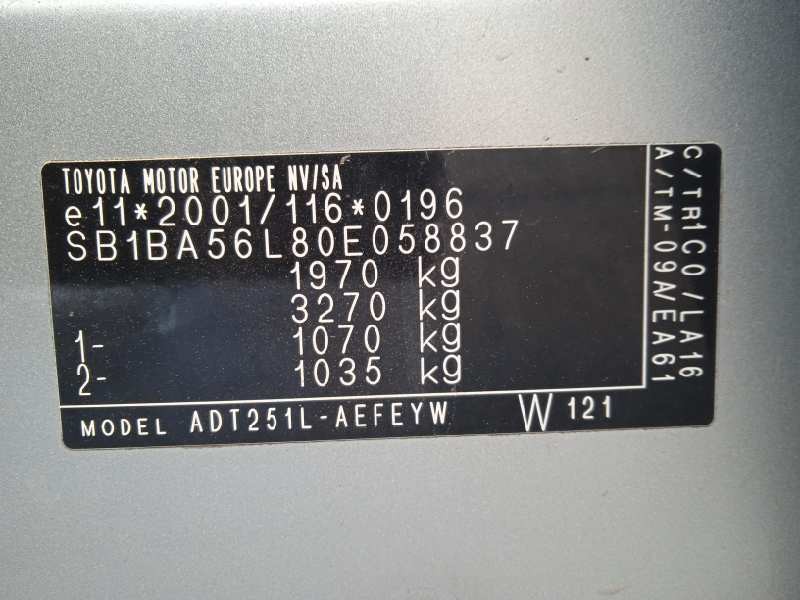 TOYOTA MOTOR EUROPE NV/SA
e11*2001/116*0196
SB1BA56L80E058837
1970 kg
3270 kg
1- 1070 kg
2- 1035 kg
MODEL ADT251L-AEFEYW W 121
C/TR1C0/LA16
A/TM-09A/EA61